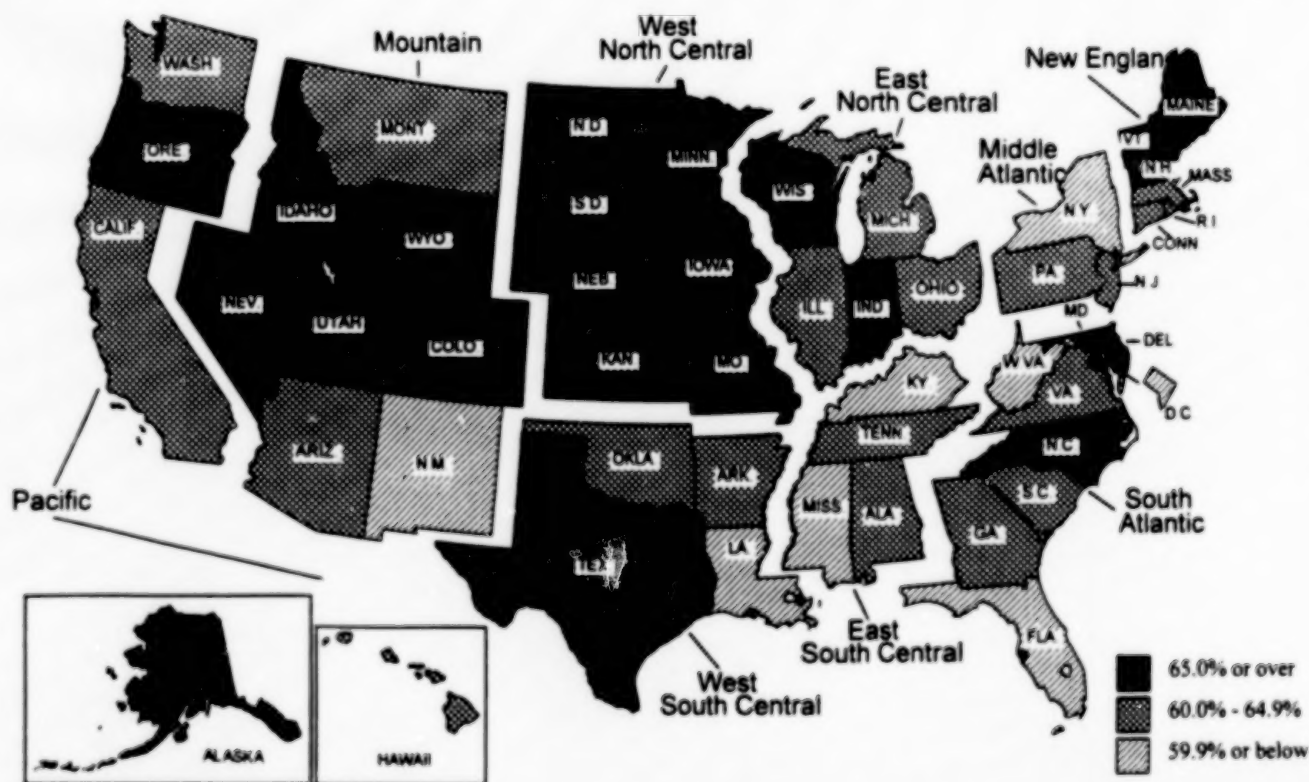 West
North Central
Mountain
New England
East
North Central
Middle
Atlantic
WASH
MONT
N D
MINN
MAINE
VT
N H
MASS
ORE
WIS
S D
IDAHO
WYO
MICH
N Y
R I
CONN
CALIF
NEB
IOWA
PA
N J
OHIO
NEV
UTAH
COLO
ILL
IND
MD
DEL
KAN
MO
W VA
KY
VA
D C
ARIZ
N M
OKLA
ARK
TENN
N C
S C
South
Atlantic
Pacific
MISS
ALA
GA
TEX
LA
FLA
East
South Central
West
South Central
ALASKA
HAWAII
65.0% or over
60.0% - 64.9%
59.9% or below